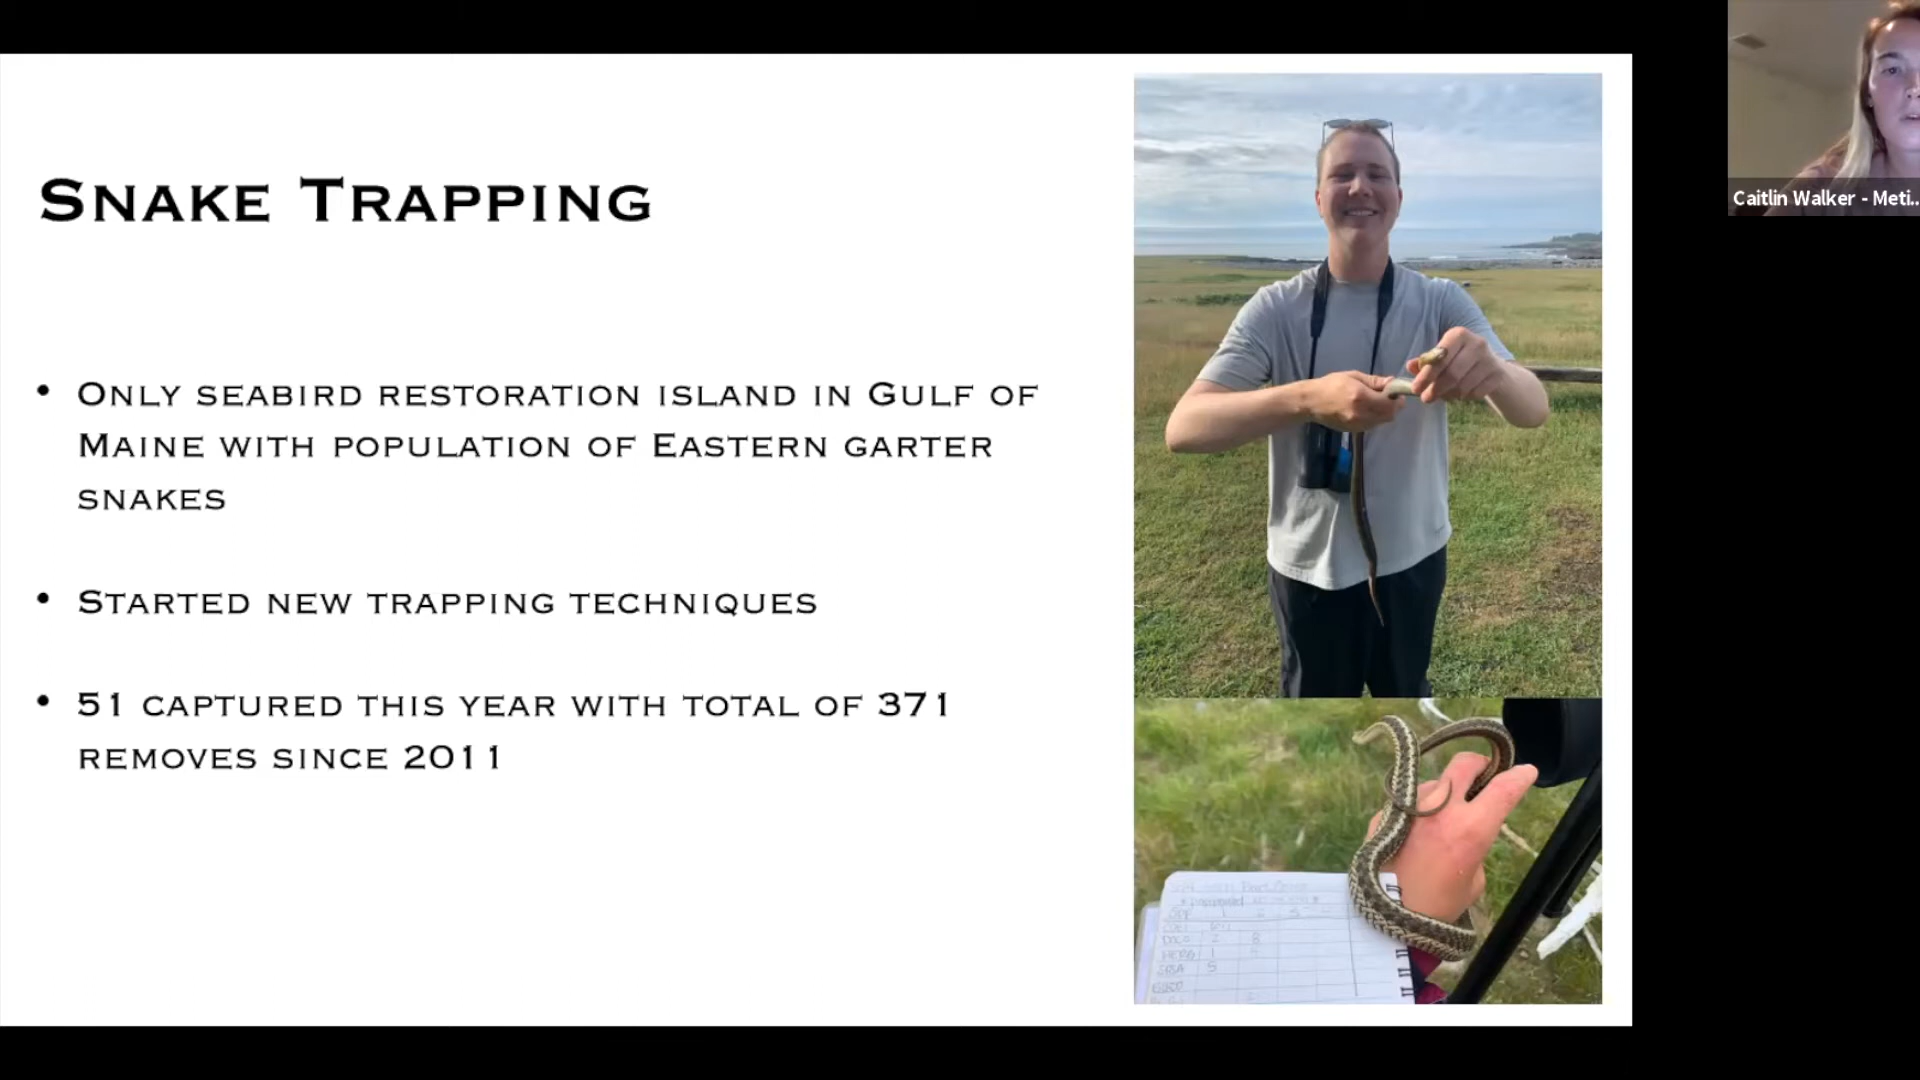 Snake Trapping
• Only seabird restoration island in Gulf of
Maine with population of Eastern garter
snakes
• Started new trapping techniques
• 51 captured this year with total of 371
removes since 2011
Caitlin Walker - Meti..